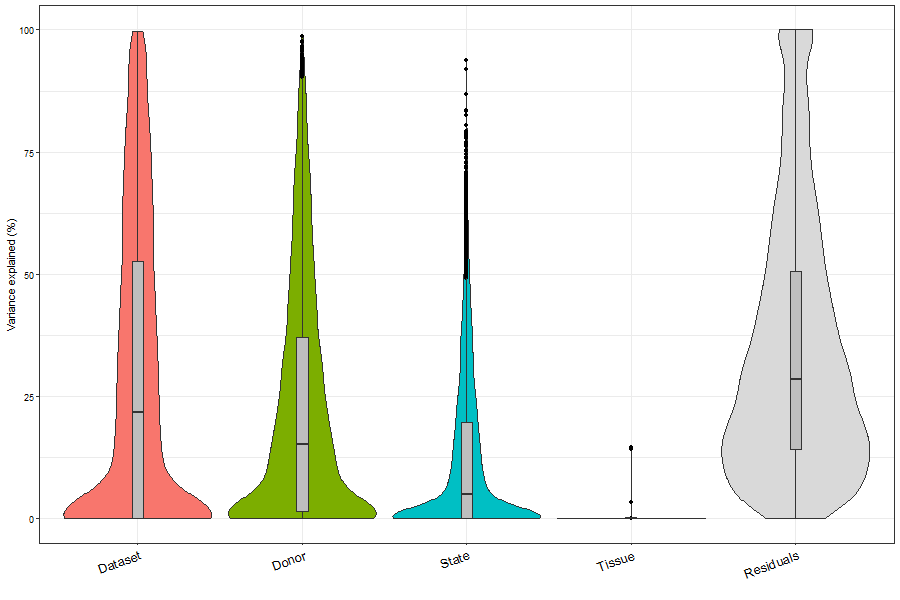 Variance explained (%)
100
75
50
25
0
Dataset
Donor
State
Tissue
Residuals